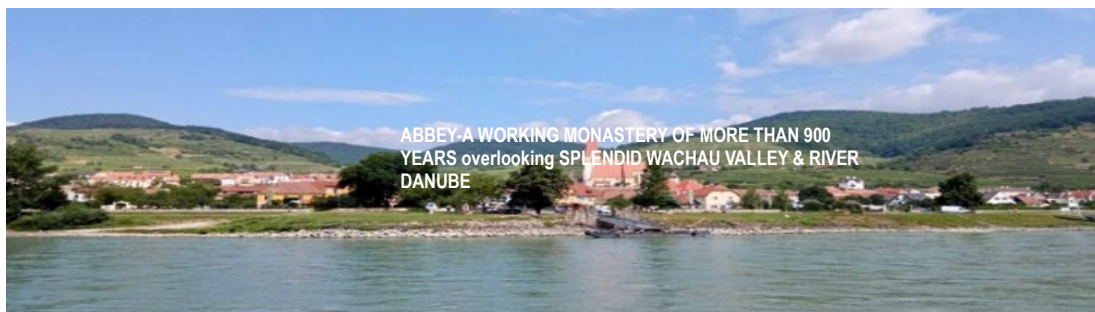 ABBEY-A WORKING MONASTERY OF MORE THAN 900
YEARS overlooking SPLENDID WACHAU VALLEY & RIVER
DANUBE